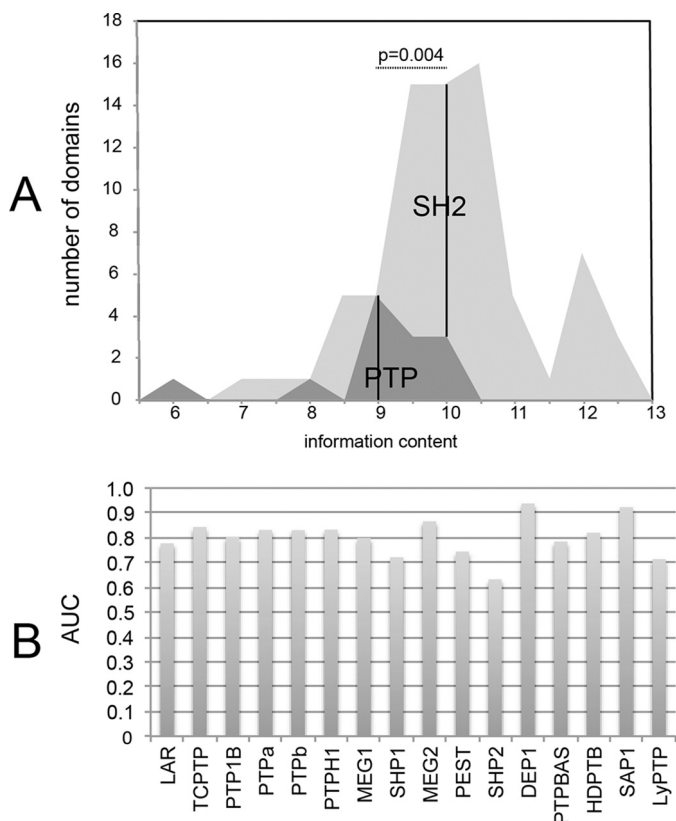 A
number of domains
18
16
14
12
10
8
6
4
2
0
p=0.004
SH2
PTP
6 7 8 9 10 11 12 13
information content
B
AUC
1.0
0.9
0.8
0.7
0.6
0.5
0.4
0.3
0.2
0.1
0
LAR
TCPTP
PTP1B
PTPa
PTPb
PTPH1
MEG1
SHP1
MEG2
PEST
SHP2
DEP1
PTPBAS
HDPTB
SAP1
LyPTP